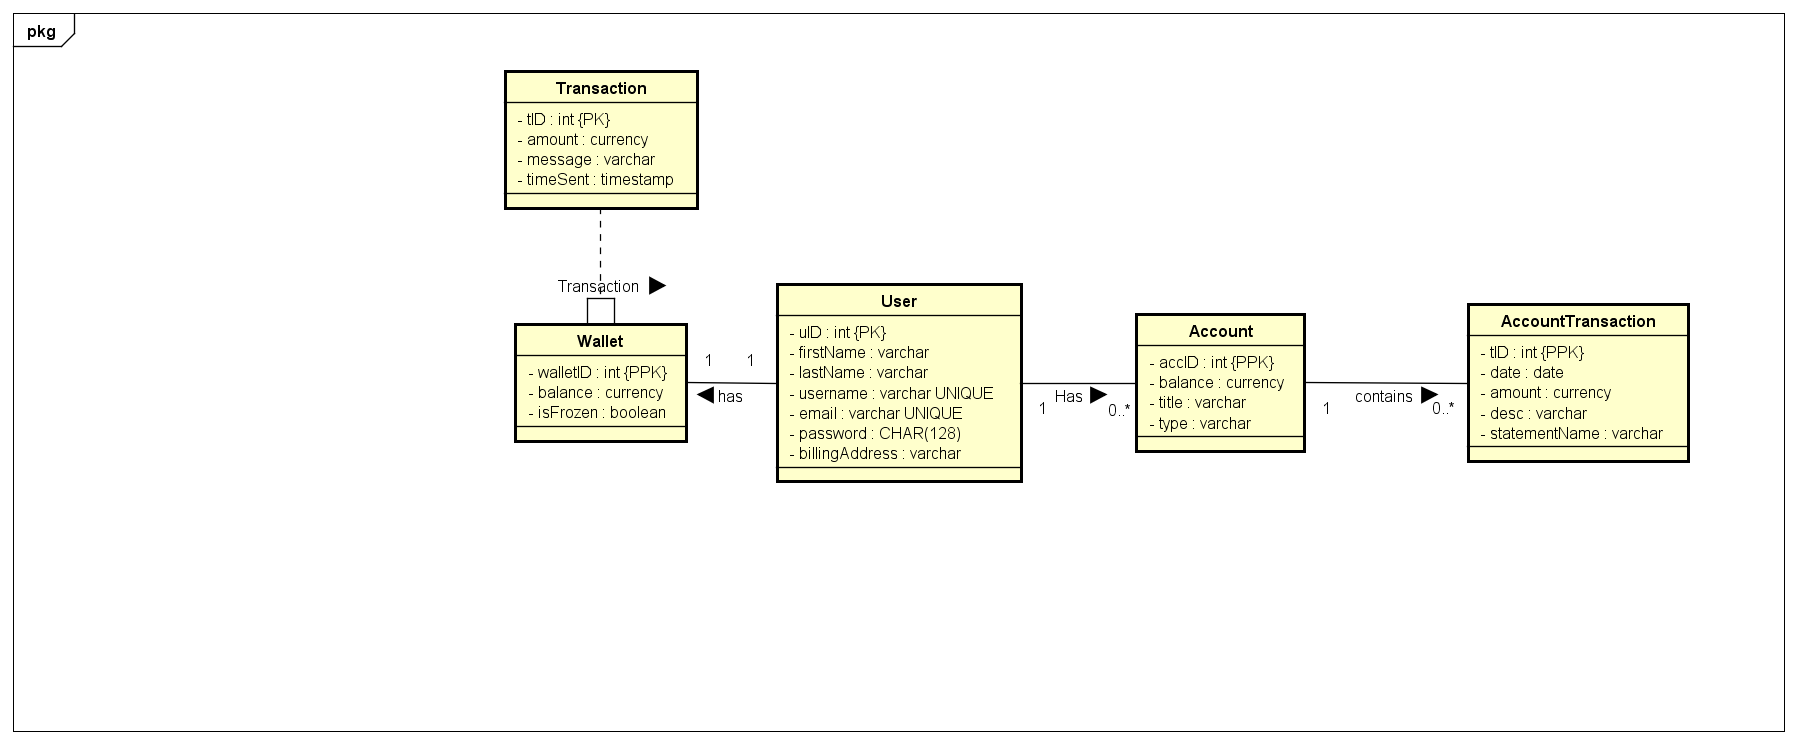 pkg
Transaction
- tID : int {PK}
- amount : currency
- message : varchar
- timeSent : timestamp
Transaction
Wallet
- walletID : int {PPK}
- balance : currency
- isFrozen : boolean
1
1
has
User
- uID : int {PK}
- firstName : varchar
- lastName : varchar
- username : varchar UNIQUE
- email : varchar UNIQUE
- password : CHAR(128)
- billingAddress : varchar
1
Has
0..*
Account
- accID : int {PPK}
- balance : currency
- title : varchar
- type : varchar
1
contains
0..*
AccountTransaction
- tID : int {PPK}
- date : date
- amount : currency
- desc : varchar
- statementName : varchar